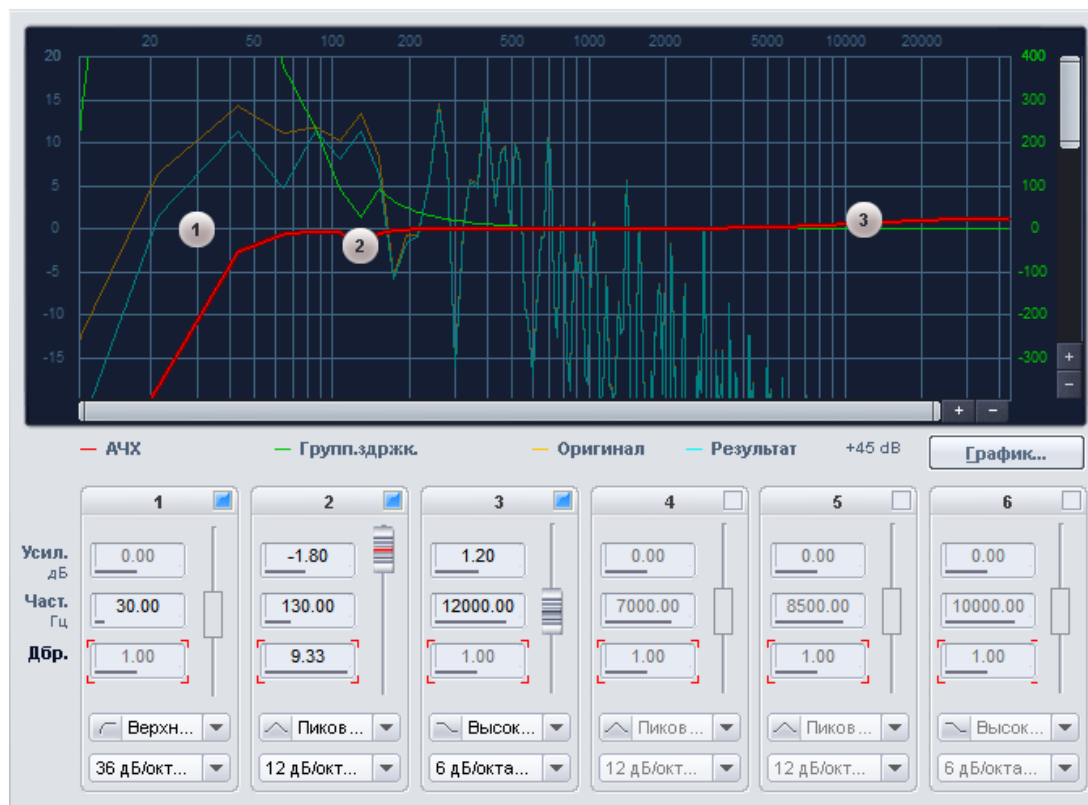 20 50 100 200 500 1000 2000 5000 10000 20000
20 400
15 300
10 200
5 100
0 1 2 3 0
-5 -100
-10 -200
-15 -300
+
−
+ −
АЧХ Групп.здржк. Оригинал Результат +45 dB График...
1 2 3 4 5 6
Усил. 0.00 -1.80 1.20 0.00 0.00 0.00
дБ
Част. 30.00 130.00 12000.00 7000.00 8500.00 10000.00
Гц
Дбр. 1.00 9.33 1.00 1.00 1.00 1.00
Верхн... Пиков... Высок... Пиков... Пиков... Высок...
36 дБ/окт... 12 дБ/окт... 6 дБ/окта... 12 дБ/окт... 12 дБ/окт... 6 дБ/окта...